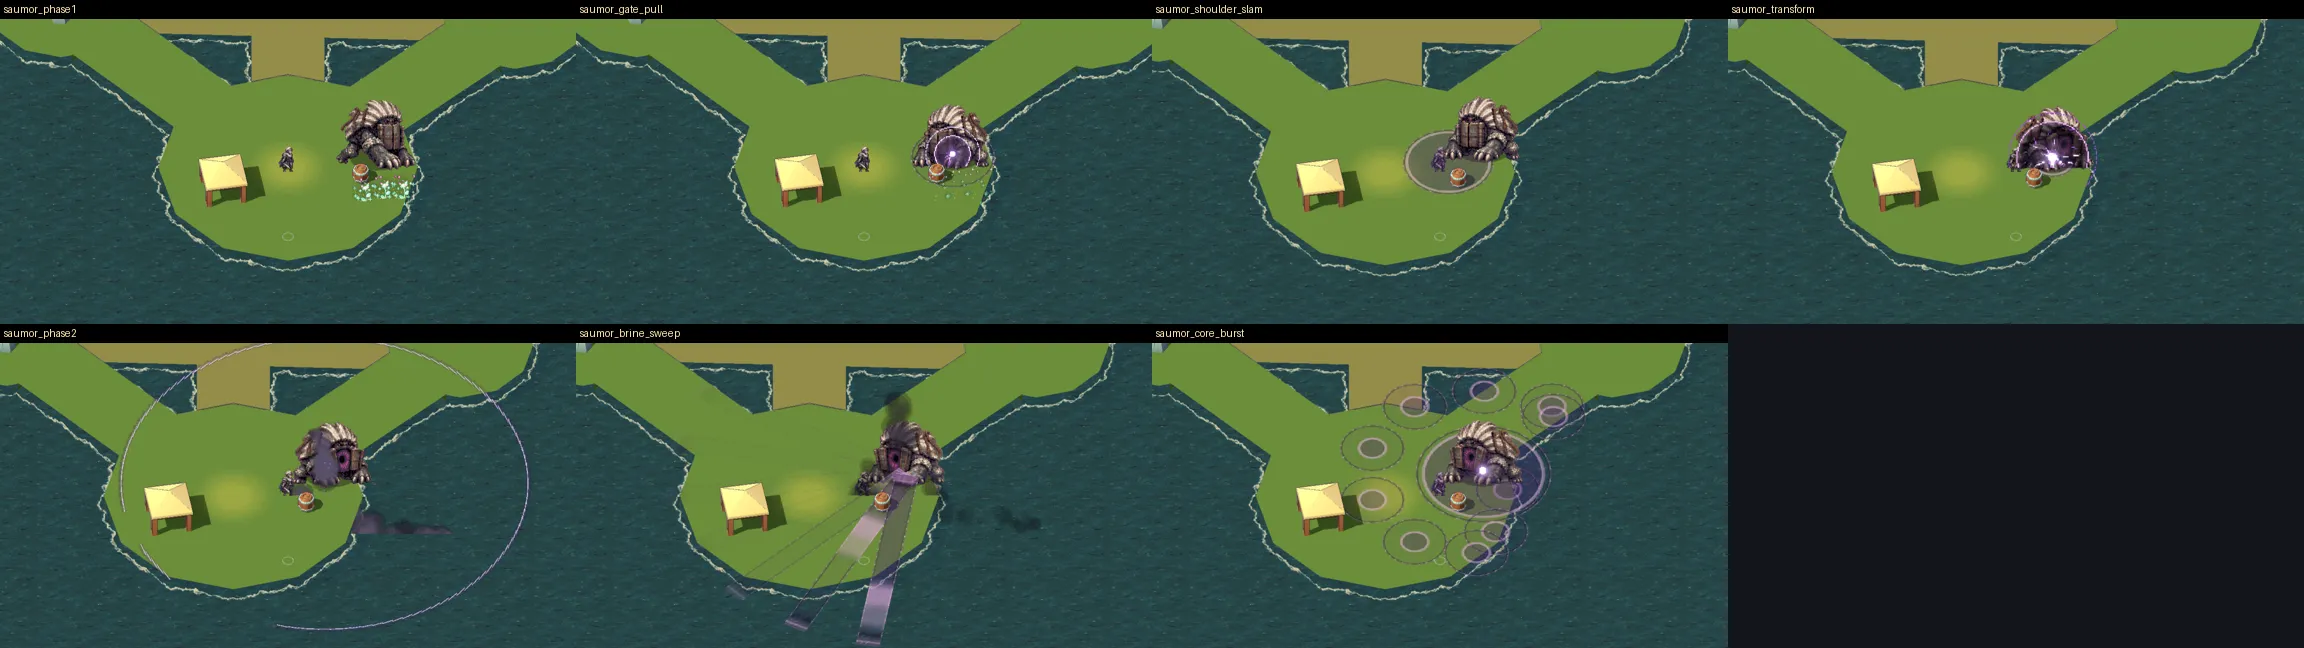 saumor_phase1
saumor_gate_pull
saumor_shoulder_slam
saumor_transform
saumor_phase2
saumor_brine_sweep
saumor_core_burst